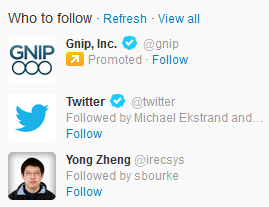 Who to follow · Refresh · View all
GNIP
Gnip, Inc. @gnip
Promoted · Follow
Twitter @twitter
Followed by Michael Ekstrand and...
Follow
Yong Zheng @irecsys
Followed by sbourke
Follow